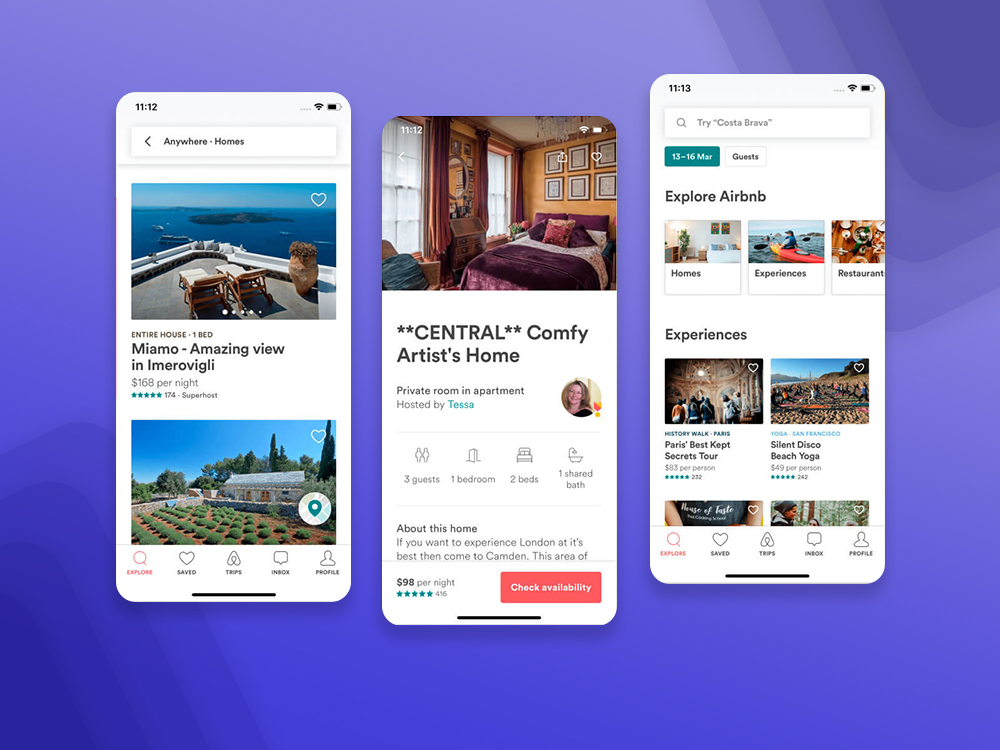 11:12
Anywhere · Homes
ENTIRE HOUSE · 1 BED
Miamo - Amazing view
in Imerovigli
$168 per night
174 · Superhost
EXPLORE
SAVED
TRIPS
INBOX
PROFILE
11:12
**CENTRAL** Comfy
Artist's Home
Private room in apartment
Hosted by Tessa
3 guests
1 bedroom
2 beds
1 shared
bath
About this home
If you want to experience London at it's
best then come to Camden. This area of
$98 per night
416
Check availability
11:13
Try “Costa Brava”
13–16 Mar
Guests
Explore Airbnb
Homes
Experiences
Restaurant
Experiences
HISTORY WALK · PARIS
Paris' Best Kept
Secrets Tour
$83 per person
232
YOGA · SAN FRANCISCO
Silent Disco
Beach Yoga
$49 per person
242
House of Taste
EXPLORE
SAVED
TRIPS
INBOX
PROFILE